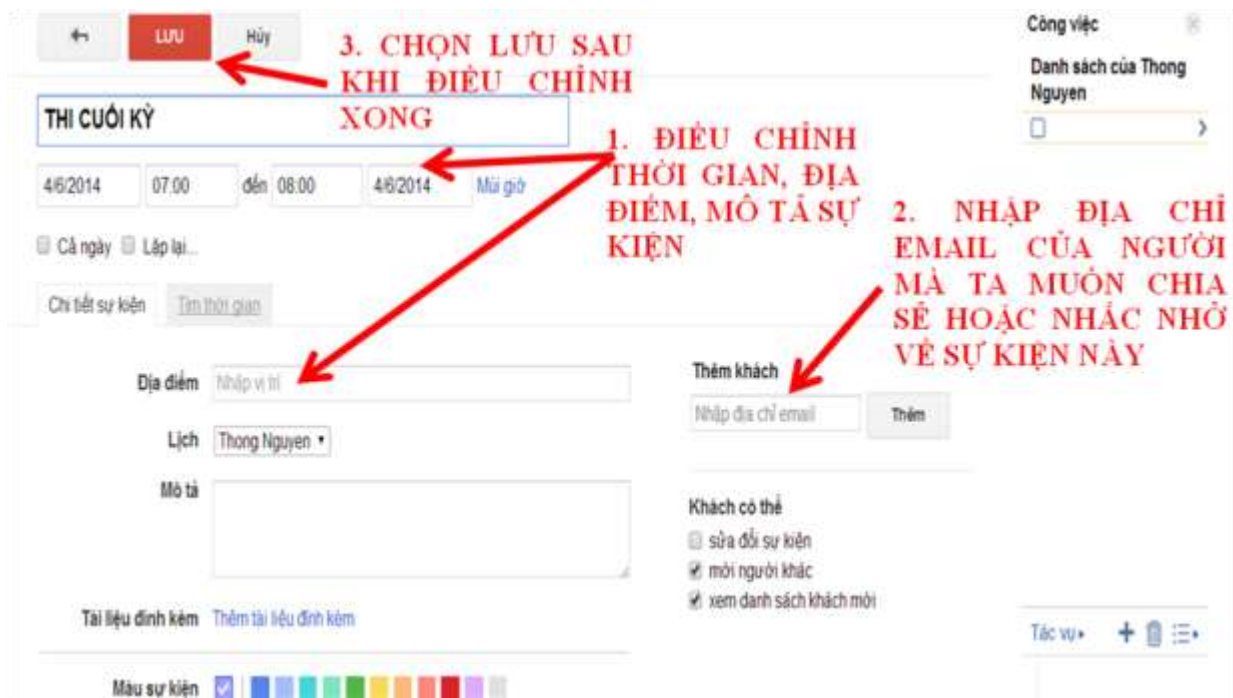 LƯU Hủy
3. CHỌN LƯU SAU
KHI ĐIỀU CHỈNH
XONG
Công việc
Danh sách của Thong
Nguyen
THI CUỐI KỲ
4/6/2014 07:00 đến 08:00 4/6/2014 Múi giờ
1. ĐIỀU CHỈNH
THỜI GIAN, ĐỊA
ĐIỂM, MÔ TẢ SỰ
KIỆN
Cả ngày Lặp lại...
2. NHẬP ĐỊA CHỈ
EMAIL CỦA NGƯỜI
MÀ TA MUỐN CHIA
SẼ HOẶC NHẮC NHỞ
VỀ SỰ KIỆN NÀY
Chi tiết sự kiện Tìm thời gian
Địa điểm Nhập vị trí
Lịch Thong Nguyen
Mô tả
Tài liệu đính kèm Thêm tài liệu đính kèm
Màu sự kiện
Thêm khách
Nhập địa chỉ email Thêm
Khách có thể
sửa đổi sự kiện
mời người khác
xem danh sách khách mời
Tác vụ